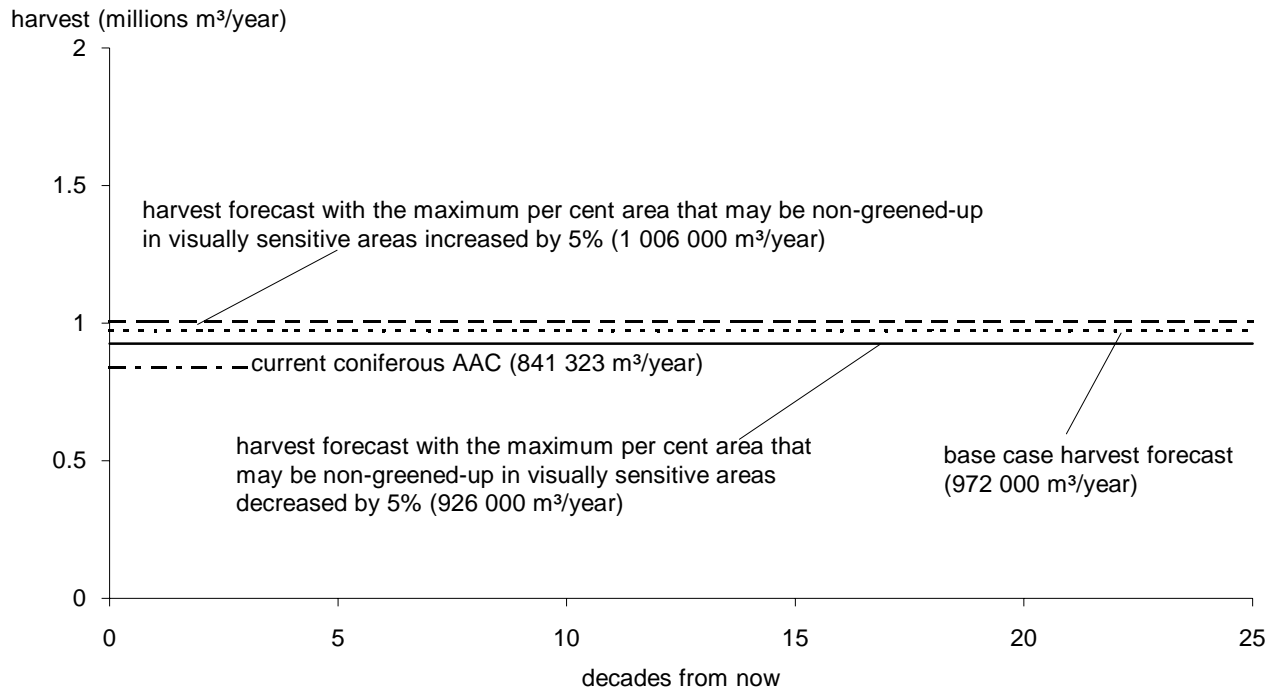 harvest (millions m³/year)
2
1.5
harvest forecast with the maximum per cent area that may be non-greened-up
in visually sensitive areas increased by 5% (1 006 000 m³/year)
1
current coniferous AAC (841 323 m³/year)
harvest forecast with the maximum per cent area that
may be non-greened-up in visually sensitive areas
decreased by 5% (926 000 m³/year)
base case harvest forecast
(972 000 m³/year)
0.5
0
0 5 10 15 20 25
decades from now